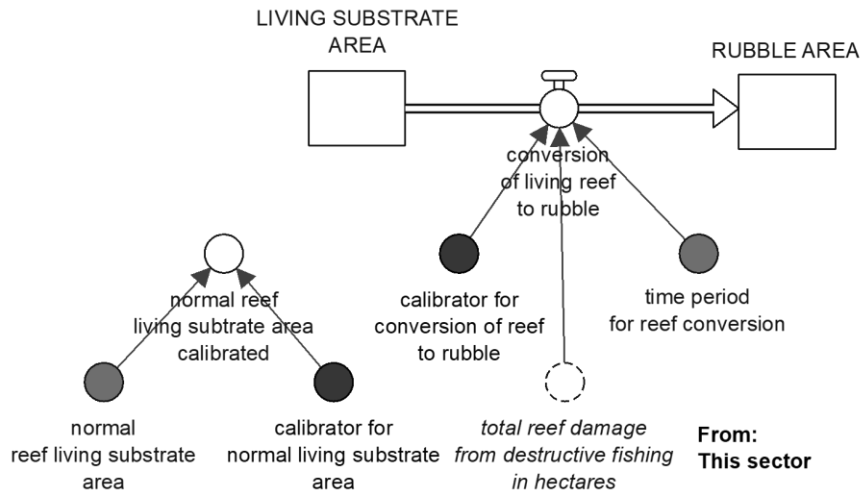 LIVING SUBSTRATE
AREA
RUBBLE AREA
conversion
of living reef
to rubble
normal reef
living subtrate area
calibrated
calibrator for
conversion of reef
to rubble
time period
for reef conversion
normal
reef living substrate
area
calibrator for
normal living substrate
area
total reef damage
from destructive fishing
in hectares
From:
This sector